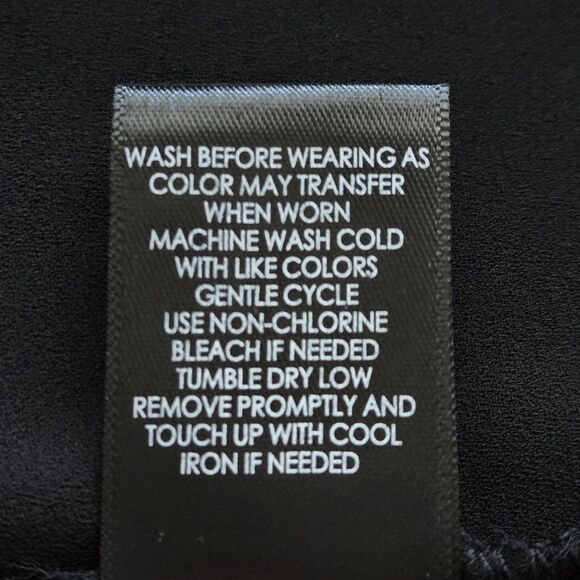 WASH BEFORE WEARING AS
COLOR MAY TRANSFER
WHEN WORN
MACHINE WASH COLD
WITH LIKE COLORS
GENTLE CYCLE
USE NON-CHLORINE
BLEACH IF NEEDED
TUMBLE DRY LOW
REMOVE PROMPTLY AND
TOUCH UP WITH COOL
IRON IF NEEDED